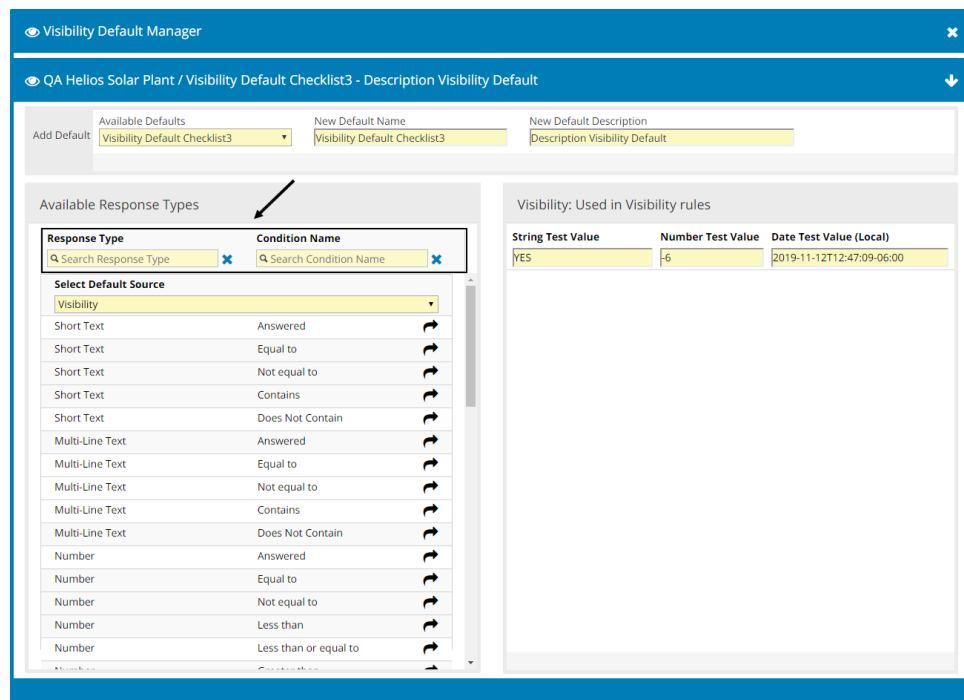 Visibility Default Manager
QA Helios Solar Plant / Visibility Default Checklist3 - Description Visibility Default
Available Defaults New Default Name New Default Description
Add Default Visibility Default Checklist3 Visibility Default Checklist3 Description Visibility Default
Available Response Types
Response Type Condition Name
Search Response Type Search Condition Name
Select Default Source
Visibility
Short Text Answered
Short Text Equal to
Short Text Not equal to
Short Text Contains
Short Text Does Not Contain
Multi-Line Text Answered
Multi-Line Text Equal to
Multi-Line Text Not equal to
Multi-Line Text Contains
Multi-Line Text Does Not Contain
Number Answered
Number Equal to
Number Not equal to
Number Less than
Number Less than or equal to
Number Greater than
Visibility: Used in Visibility rules
String Test Value Number Test Value Date Test Value (Local)
YES -6 2019-11-12T12:47:09-06:00